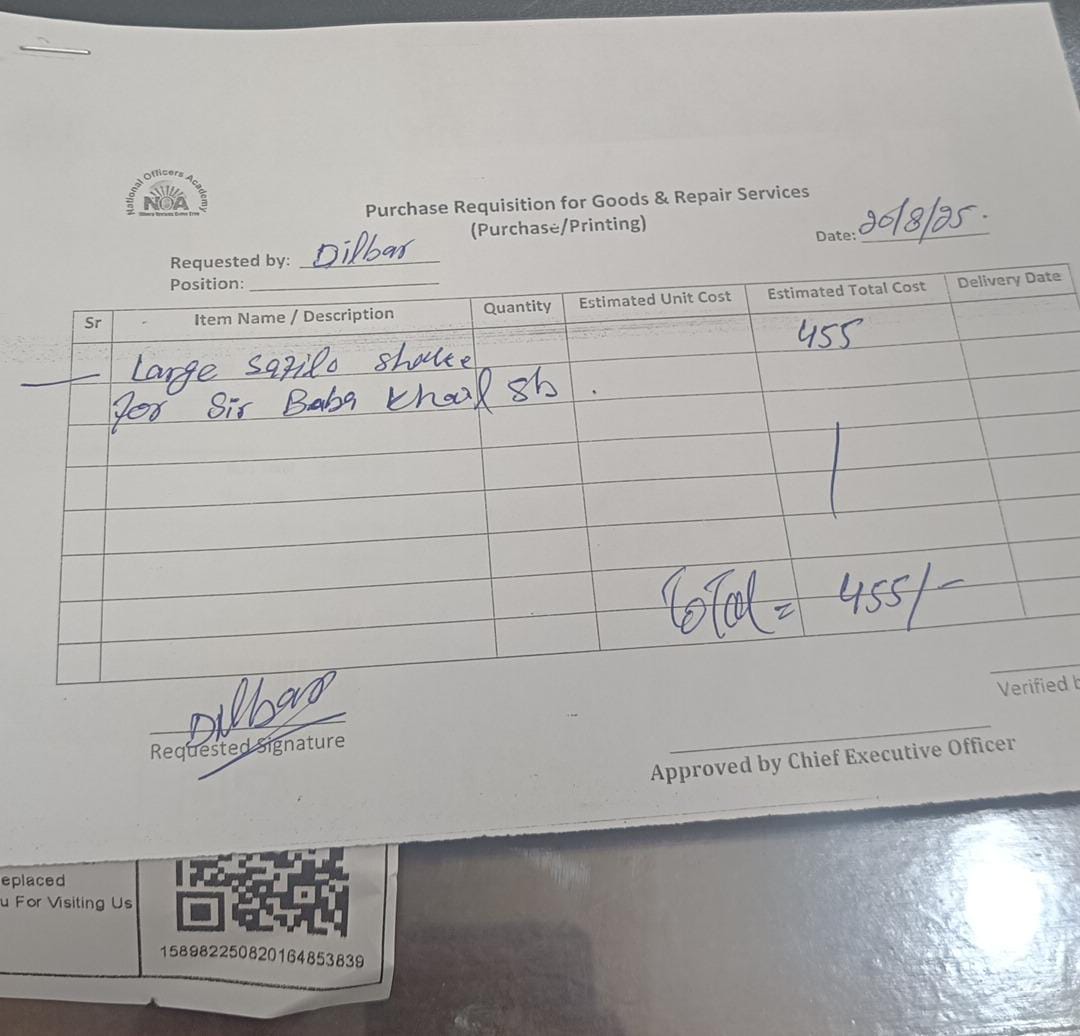 National Officers Academy
NOA
Purchase Requisition for Goods & Repair Services
(Purchase/Printing)
Date: 20/8/25.
Requested by: Dilbar
Position:
Sr Item Name / Description Quantity Estimated Unit Cost Estimated Total Cost Delivery Date
Large shake 455
for Sir Baba Khail sb.
Total = 455/-
Dilbar
Requested Signature
Verified b
Approved by Chief Executive Officer
eplaced
u For Visiting Us
158982250820164853839